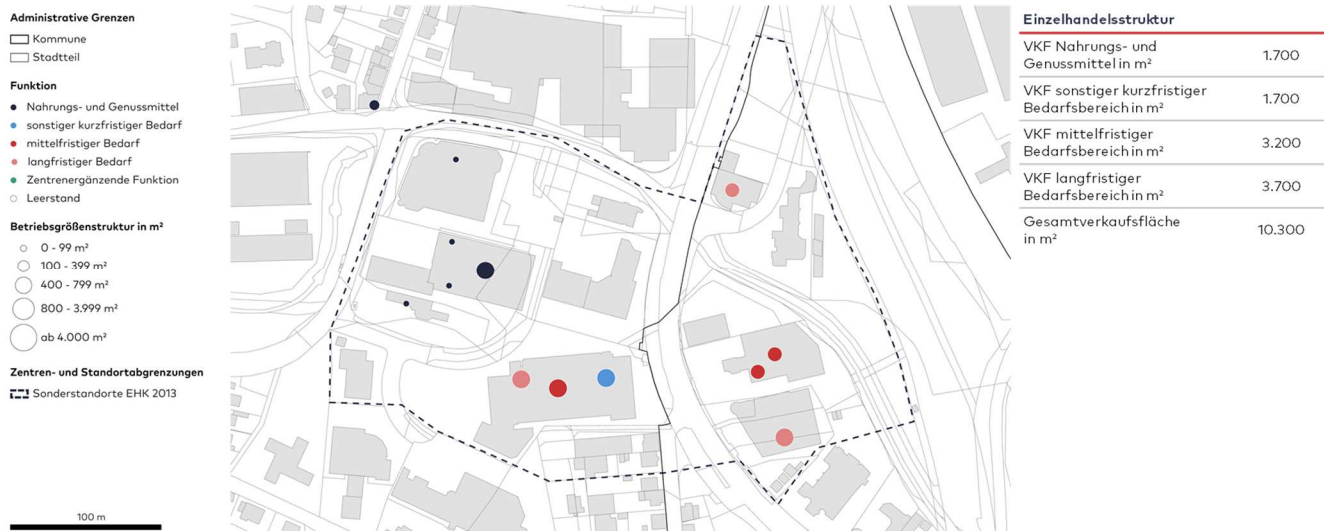 Administrative Grenzen
Kommune
Stadtteil
Funktion
Nahrungs- und Genussmittel
sonstiger kurzfristiger Bedarf
mittelfristiger Bedarf
langfristiger Bedarf
Zentrenergänzende Funktion
Leerstand
Betriebsgrößenstruktur in m²
0 - 99 m²
100 - 399 m²
400 - 799 m²
800 - 3.999 m²
ab 4.000 m²
Zentren- und Standortabgrenzungen
Sonderstandorte EHK 2013
100 m
Einzelhandelsstruktur
VKF Nahrungs- und
Genussmittel in m² 1.700
VKF sonstiger kurzfristiger
Bedarfsbereich in m² 1.700
VKF mittelfristiger
Bedarfsbereich in m² 3.200
VKF langfristiger
Bedarfsbereich in m² 3.700
Gesamtverkaufsfläche
in m² 10.300